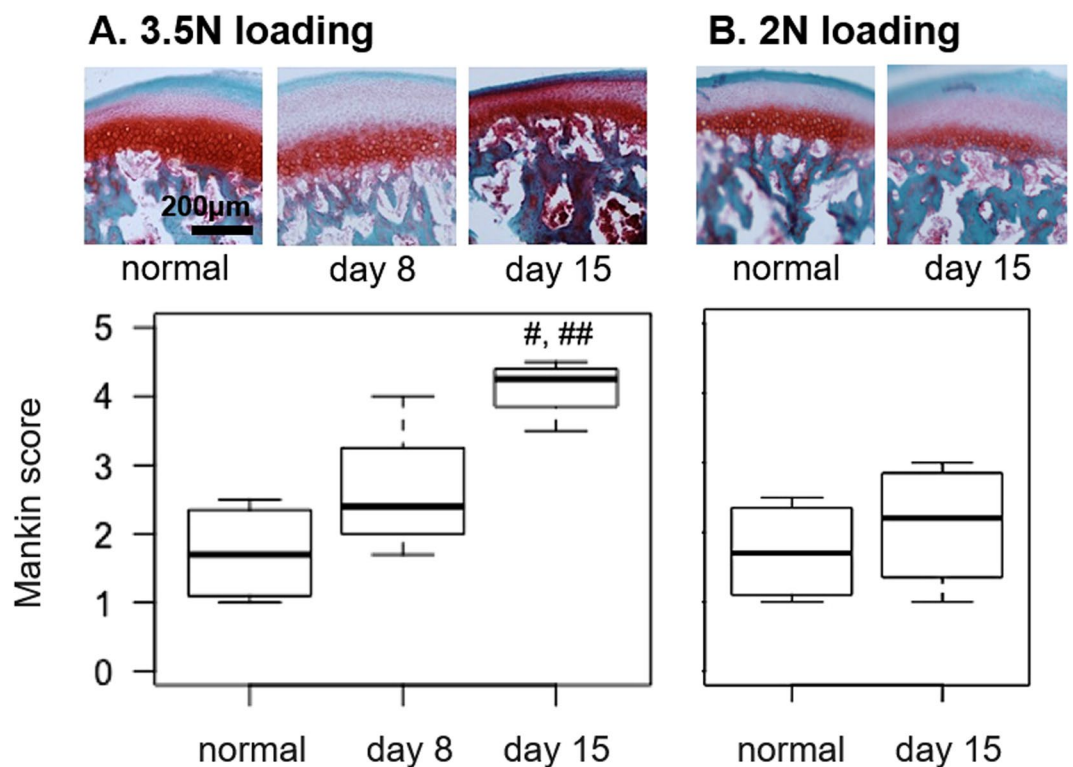 A. 3.5N loading
B. 2N loading
200µm
normal
day 8
day 15
normal
day 15
Mankin score
5
4
3
2
1
0
#, ##
normal
day 8
day 15
normal
day 15